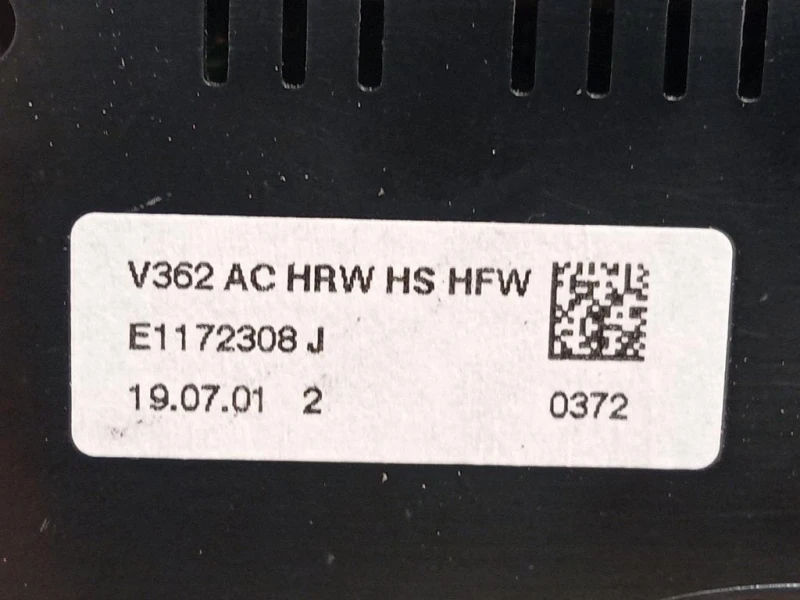 V362 AC HRW HS HFW
E1172308 J
19.07.01 2
0372